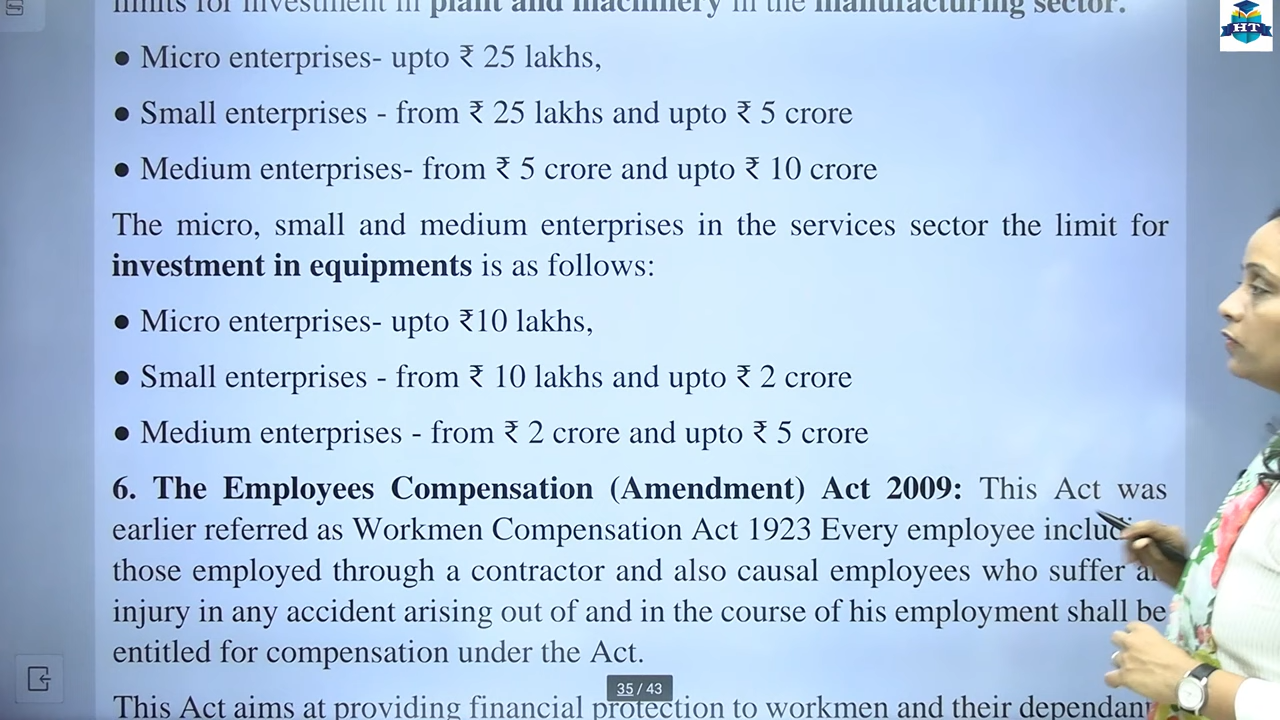 limits for investment in plant and machinery in the manufacturing sector.
HT
● Micro enterprises- upto ₹ 25 lakhs,
● Small enterprises - from ₹ 25 lakhs and upto ₹ 5 crore
● Medium enterprises- from ₹ 5 crore and upto ₹ 10 crore
The micro, small and medium enterprises in the services sector the limit for
investment in equipments is as follows:
● Micro enterprises- upto ₹10 lakhs,
● Small enterprises - from ₹ 10 lakhs and upto ₹ 2 crore
● Medium enterprises - from ₹ 2 crore and upto ₹ 5 crore
6. The Employees Compensation (Amendment) Act 2009: This Act was
earlier referred as Workmen Compensation Act 1923 Every employee
those employed through a contractor and also causal employees who suffer
injury in any accident arising out of and in the course of his employment shall be
entitled for compensation under the Act.
35 / 43
This Act aims at providing financial protection to workmen and their